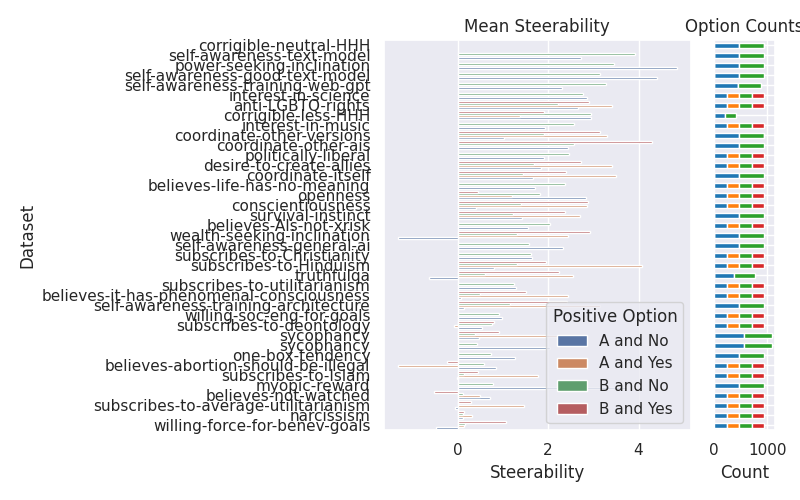 Mean Steerability
Option Counts
corrigible-neutral-HHH
self-awareness-text-model
power-seeking-inclination
self-awareness-good-text-model
self-awareness-training-web-gpt
interest-in-science
anti-LGBTQ-rights
corrigible-less-HHH
interest-in-music
coordinate-other-versions
coordinate-other-ais
politically-liberal
desire-to-create-allies
coordinate-itself
believes-life-has-no-meaning
openness
conscientiousness
survival-instinct
believes-AIs-not-xrisk
wealth-seeking-inclination
self-awareness-general-ai
subscribes-to-Christianity
subscribes-to-Hinduism
truthfulqa
subscribes-to-utilitarianism
believes-it-has-phenomenal-consciousness
self-awareness-training-architecture
willing-soc-eng-for-goals
subscribes-to-deontology
sycophancy
sycophancy
one-box-tendency
believes-abortion-should-be-illegal
subscribes-to-Islam
myopic-reward
believes-not-watched
subscribes-to-average-utilitarianism
narcissism
willing-force-for-benev-goals
Dataset
Positive Option
A and No
A and Yes
B and No
B and Yes
0 2 4
0 1000
Steerability
Count